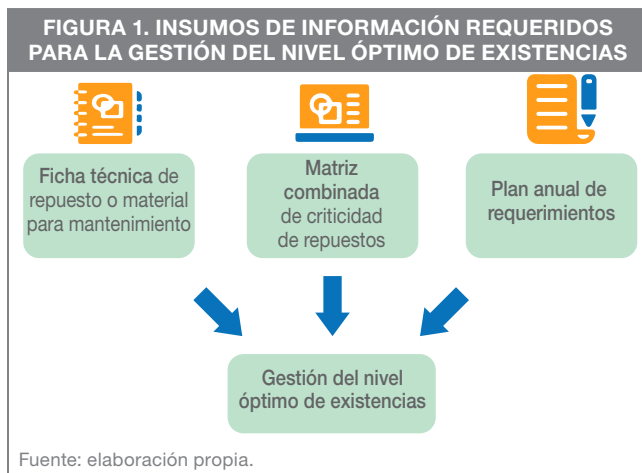 FIGURA 1. INSUMOS DE INFORMACIÓN REQUERIDOS
PARA LA GESTIÓN DEL NIVEL ÓPTIMO DE EXISTENCIAS
Ficha técnica de
repuesto o material
para mantenimiento
Matriz
combinada
de criticidad
de repuestos
Plan anual de
requerimientos
Gestión del nivel
óptimo de existencias
Fuente: elaboración propia.